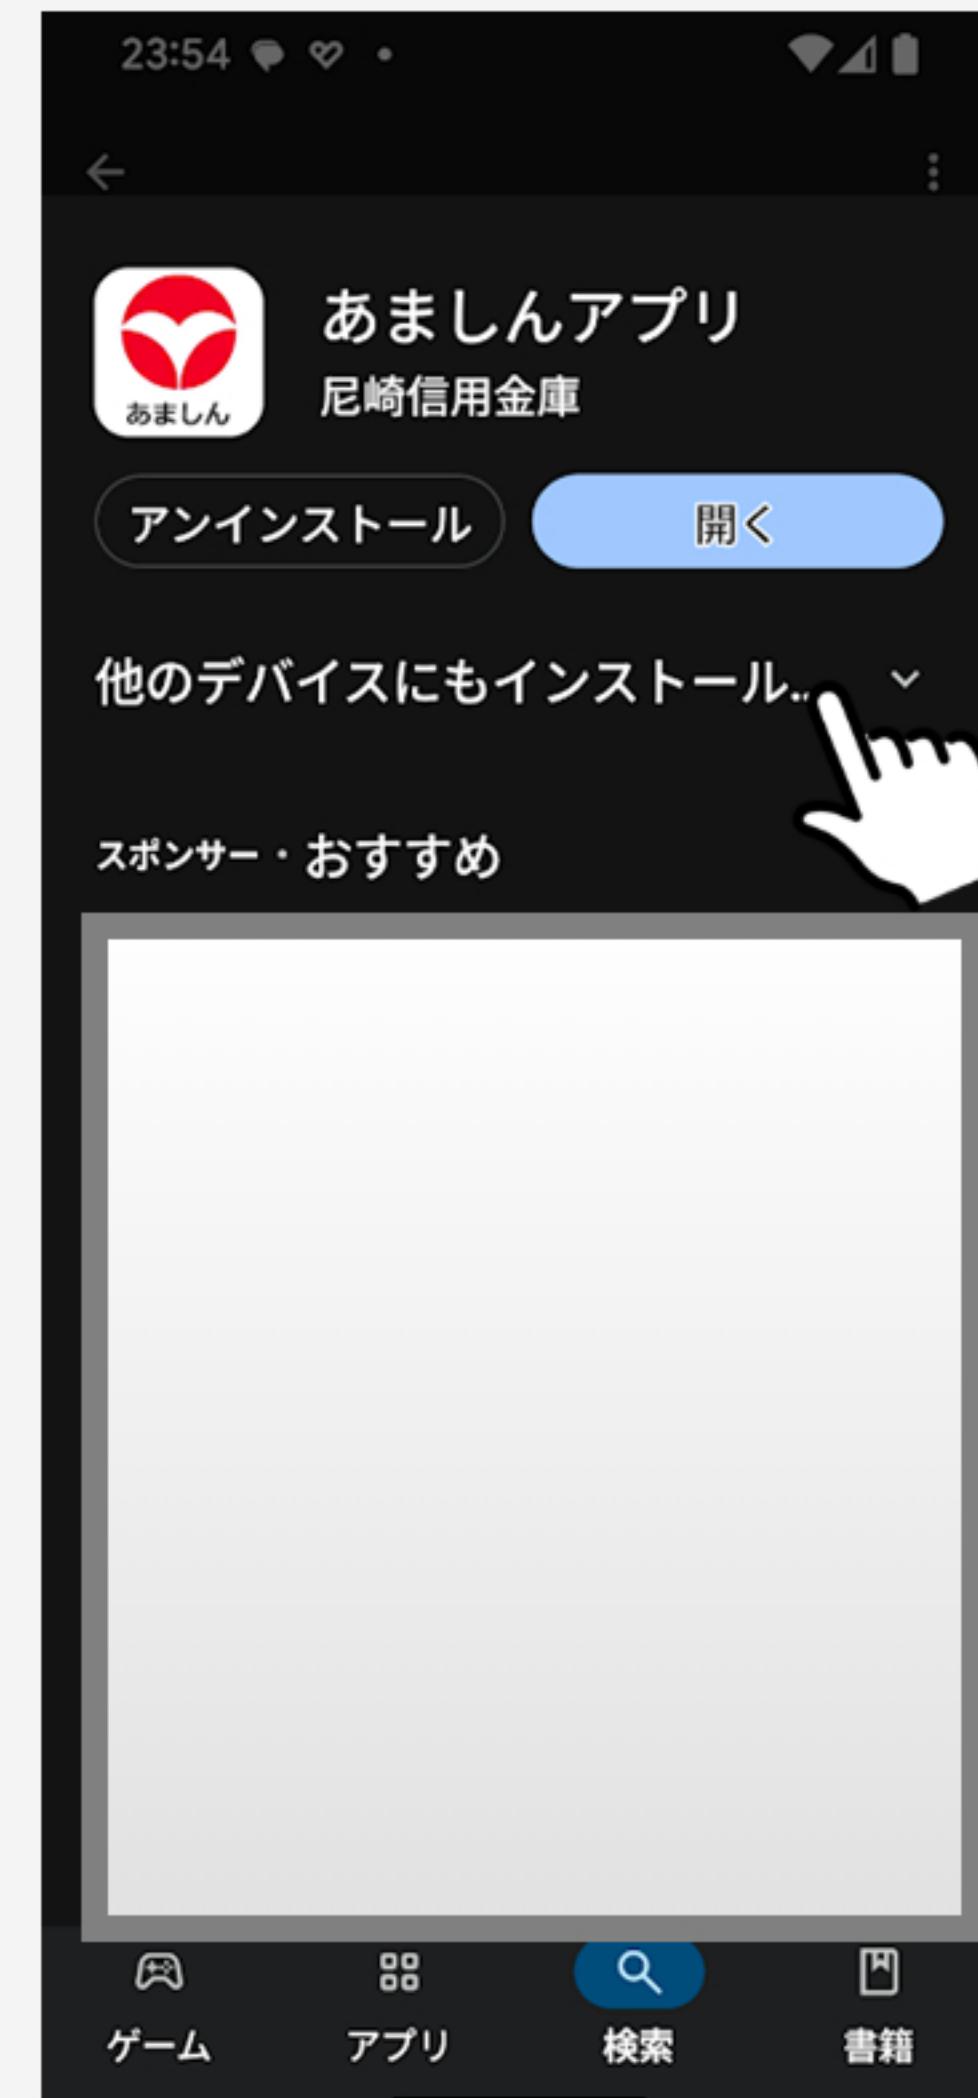 23:54
あましんアプリ
あましん
尼崎信用金庫
アンインストール
開く
他のデバイスにもインストール..
スポンサー・おすすめ
ゲーム
アプリ
検索
書籍